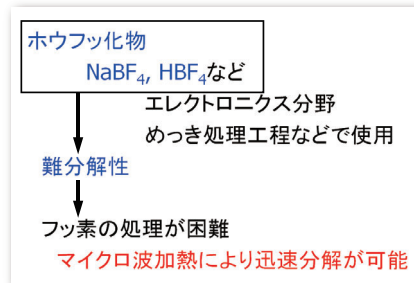 ホウフッ化物
NaBF₄, HBF₄など
エレクトロニクス分野
めっき処理工程などで使用
難分解性
フッ素の処理が困難
マイクロ波加熱により迅速分解が可能